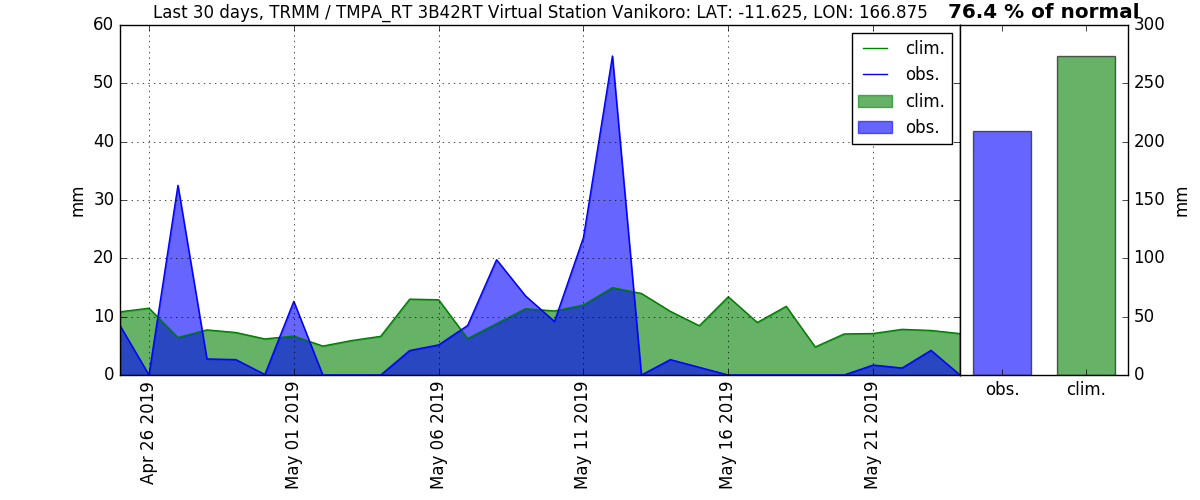 Last 30 days, TRMM / TMPA_RT 3B42RT Virtual Station Vanikoro: LAT: -11.625, LON: 166.875
76.4 % of normal
60
50
40
30
20
10
0
mm
clim.
obs.
clim.
obs.
Apr 26 2019
May 01 2019
May 06 2019
May 11 2019
May 16 2019
May 21 2019
300
250
200
150
100
50
0
mm
obs.
clim.